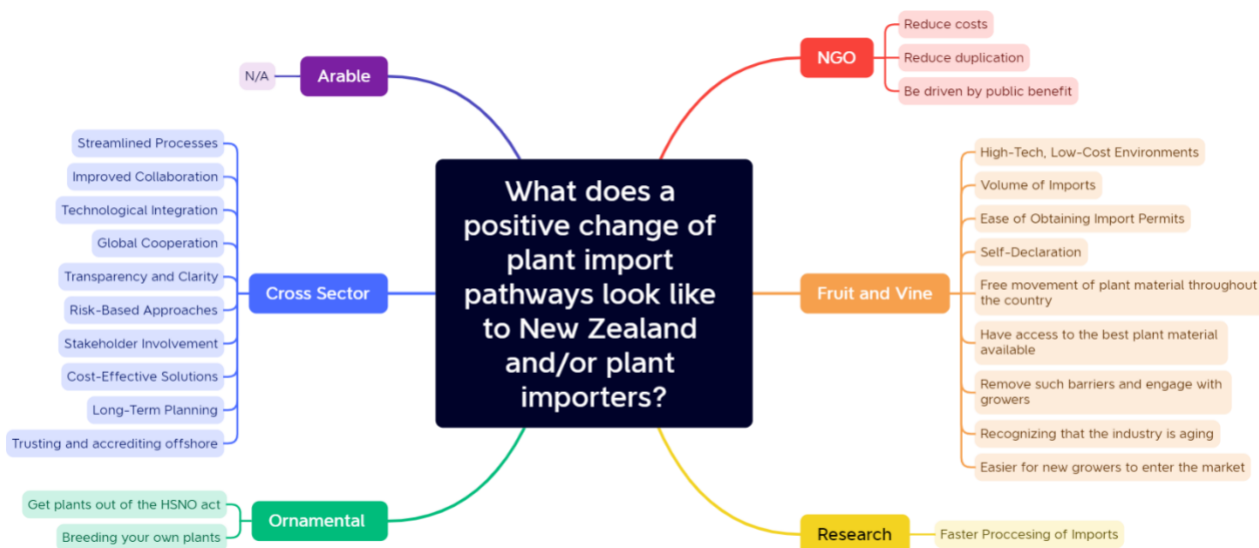 What does a
positive change of
plant import
pathways look like
to New Zealand
and/or plant
importers?
NGO
Reduce costs
Reduce duplication
Be driven by public benefit
Fruit and Vine
High-Tech, Low-Cost Environments
Volume of Imports
Ease of Obtaining Import Permits
Self-Declaration
Free movement of plant material throughout
the country
Have access to the best plant material
available
Remove such barriers and engage with
growers
Recognizing that the industry is aging
Easier for new growers to enter the market
Research
Faster Proccesing of Imports
Arable
N/A
Cross Sector
Streamlined Processes
Improved Collaboration
Technological Integration
Global Cooperation
Transparency and Clarity
Risk-Based Approaches
Stakeholder Involvement
Cost-Effective Solutions
Long-Term Planning
Trusting and accrediting offshore
Ornamental
Get plants out of the HSNO act
Breeding your own plants